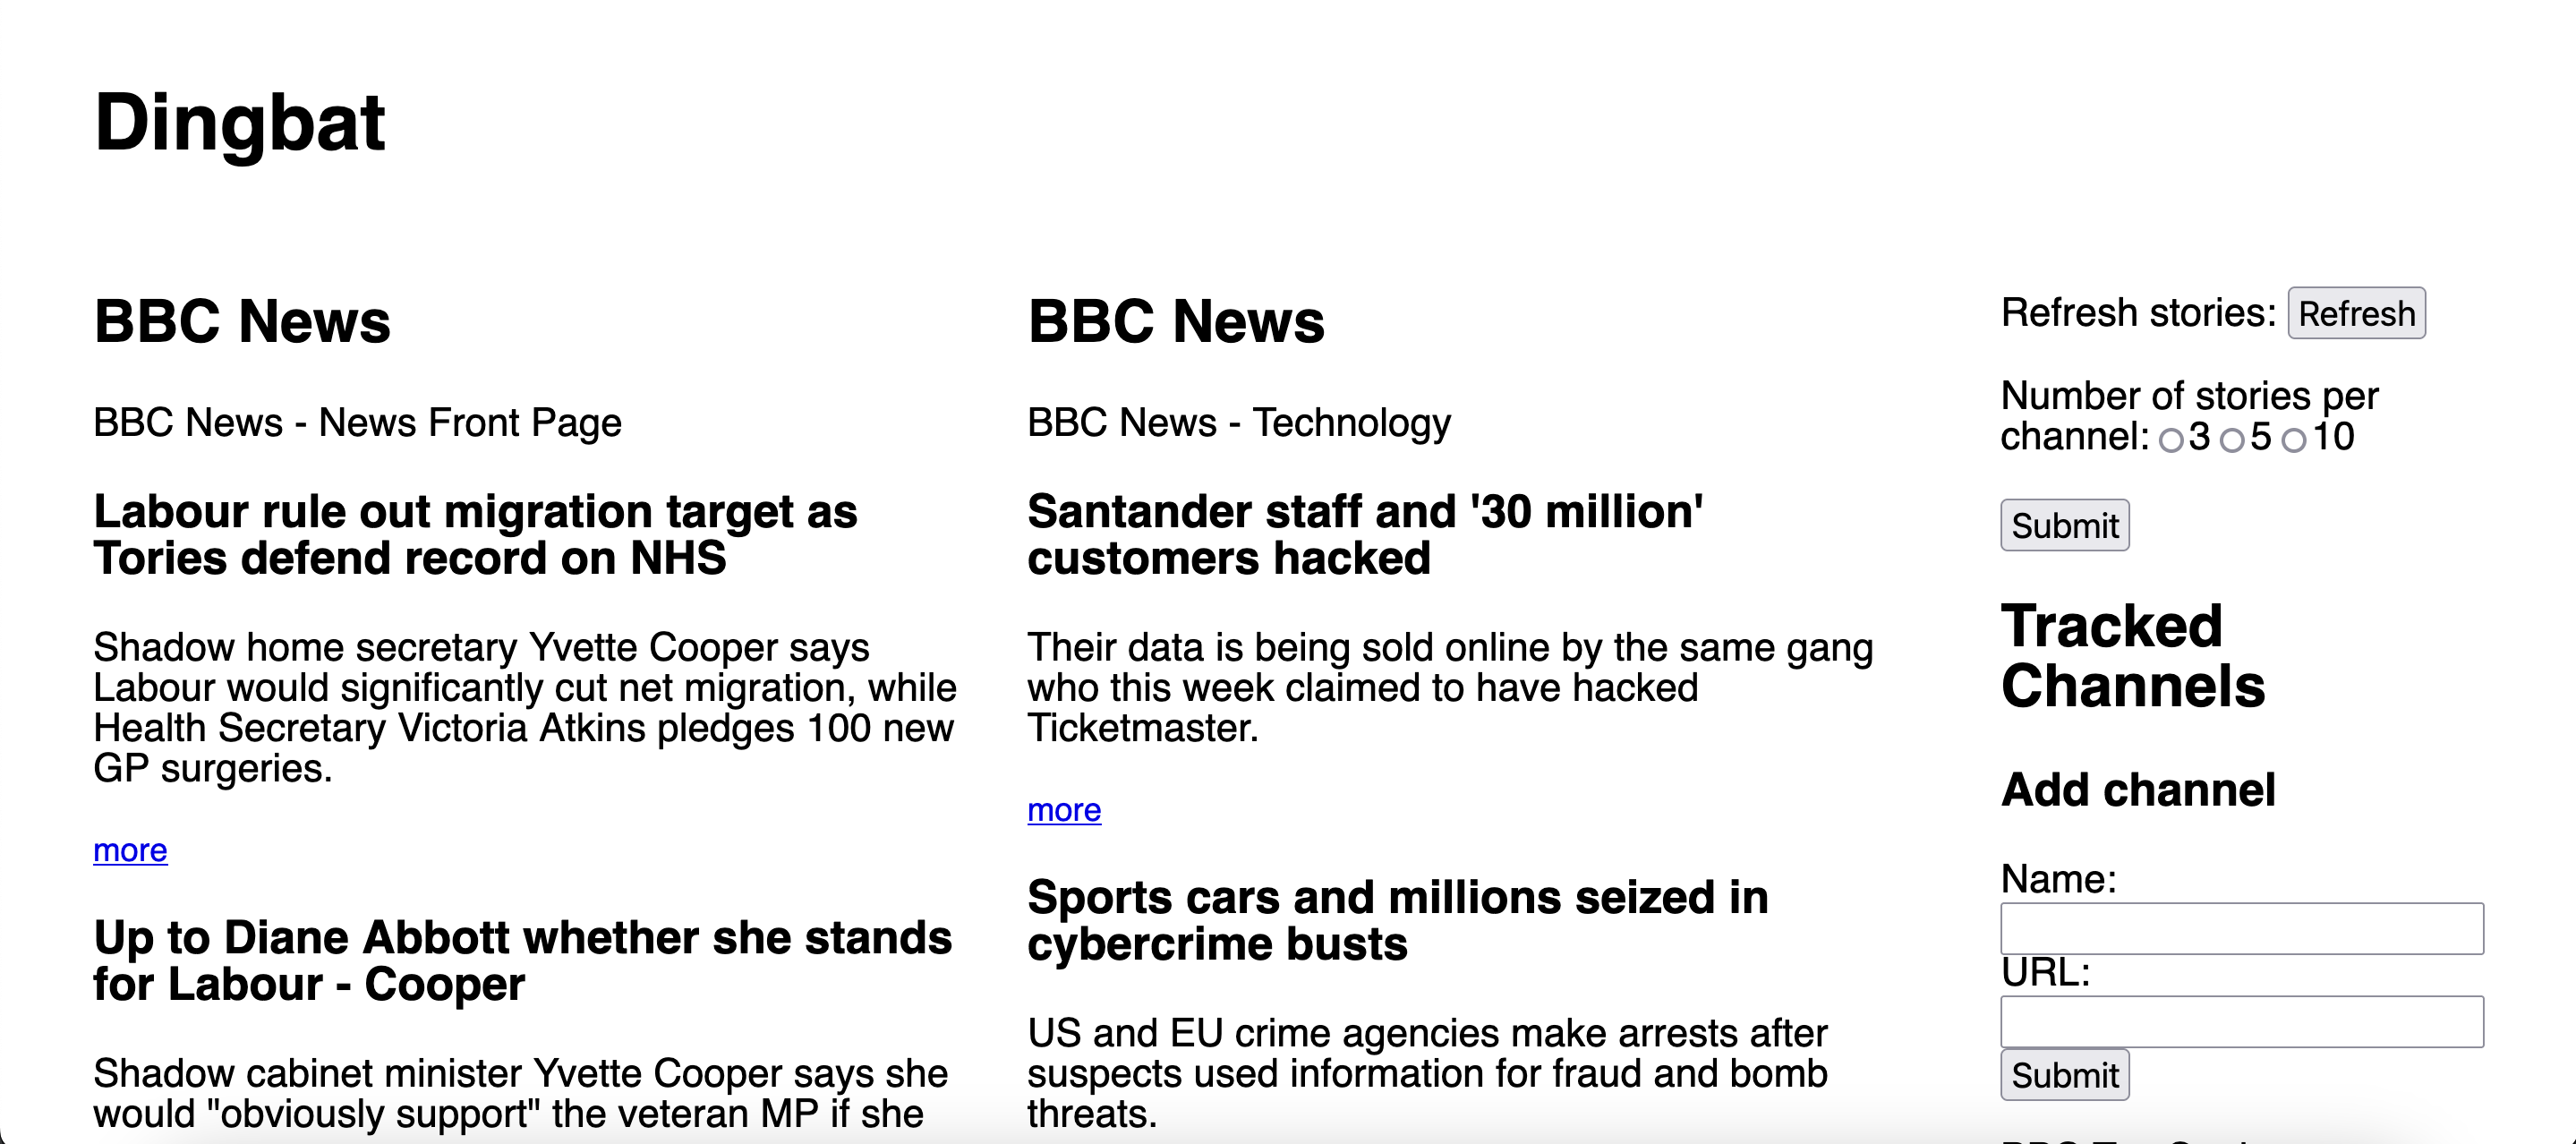 Dingbat
BBC News
BBC News - News Front Page
Labour rule out migration target as
Tories defend record on NHS
Shadow home secretary Yvette Cooper says
Labour would significantly cut net migration, while
Health Secretary Victoria Atkins pledges 100 new
GP surgeries.
more
Up to Diane Abbott whether she stands
for Labour - Cooper
Shadow cabinet minister Yvette Cooper says she
would "obviously support" the veteran MP if she
BBC News
BBC News - Technology
Santander staff and '30 million'
customers hacked
Their data is being sold online by the same gang
who this week claimed to have hacked
Ticketmaster.
more
Sports cars and millions seized in
cybercrime busts
US and EU crime agencies make arrests after
suspects used information for fraud and bomb
threats.
Refresh stories: Refresh
Number of stories per
channel: 3 5 10
Submit
Tracked
Channels
Add channel
Name:
URL:
Submit